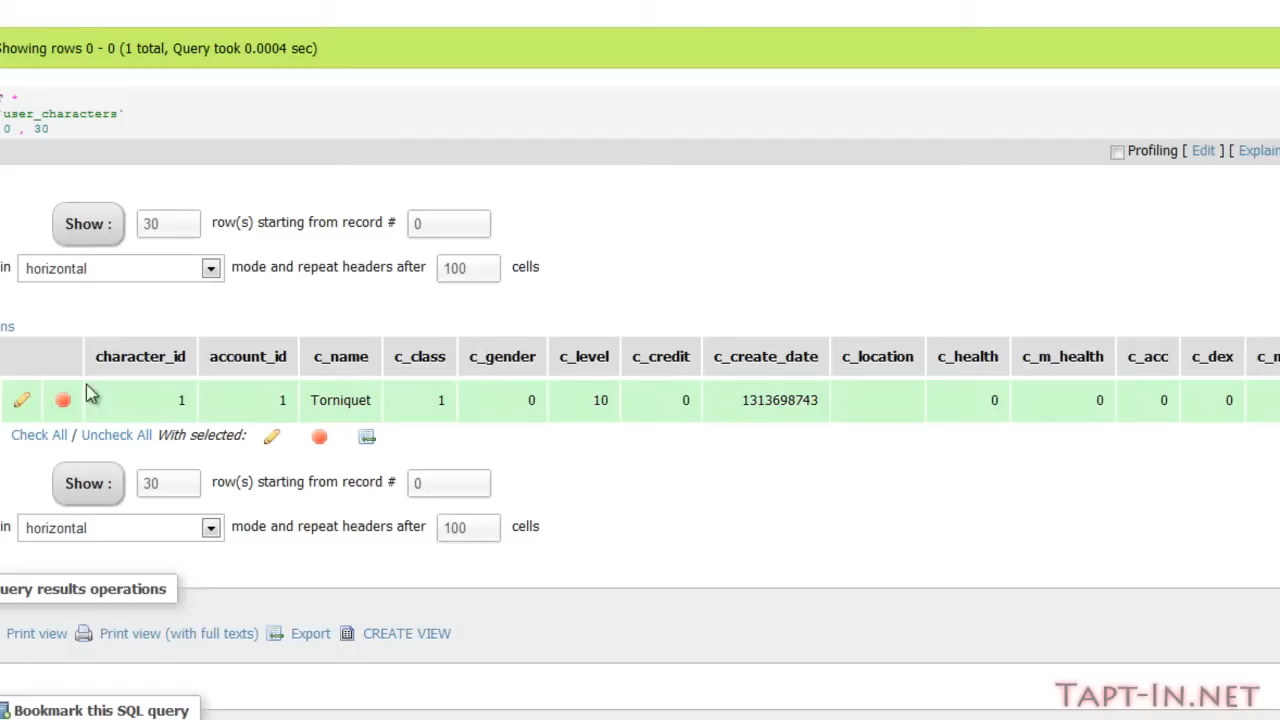 Showing rows 0 - 0 (1 total, Query took 0.0004 sec)
*
`user_characters`
0 , 30
Profiling [ Edit ] [ Explain
Show : 30 row(s) starting from record # 0
in horizontal mode and repeat headers after 100 cells
ns
character_id account_id c_name c_class c_gender c_level c_credit c_create_date c_location c_health c_m_health c_acc c_dex c_m
1 1 Torniquet 1 0 10 0 1313698743 0 0 0 0
Check All / Uncheck All With selected:
Show : 30 row(s) starting from record # 0
in horizontal mode and repeat headers after 100 cells
uery results operations
Print view Print view (with full texts) Export CREATE VIEW
Bookmark this SQL query
TAPT-IN.NET